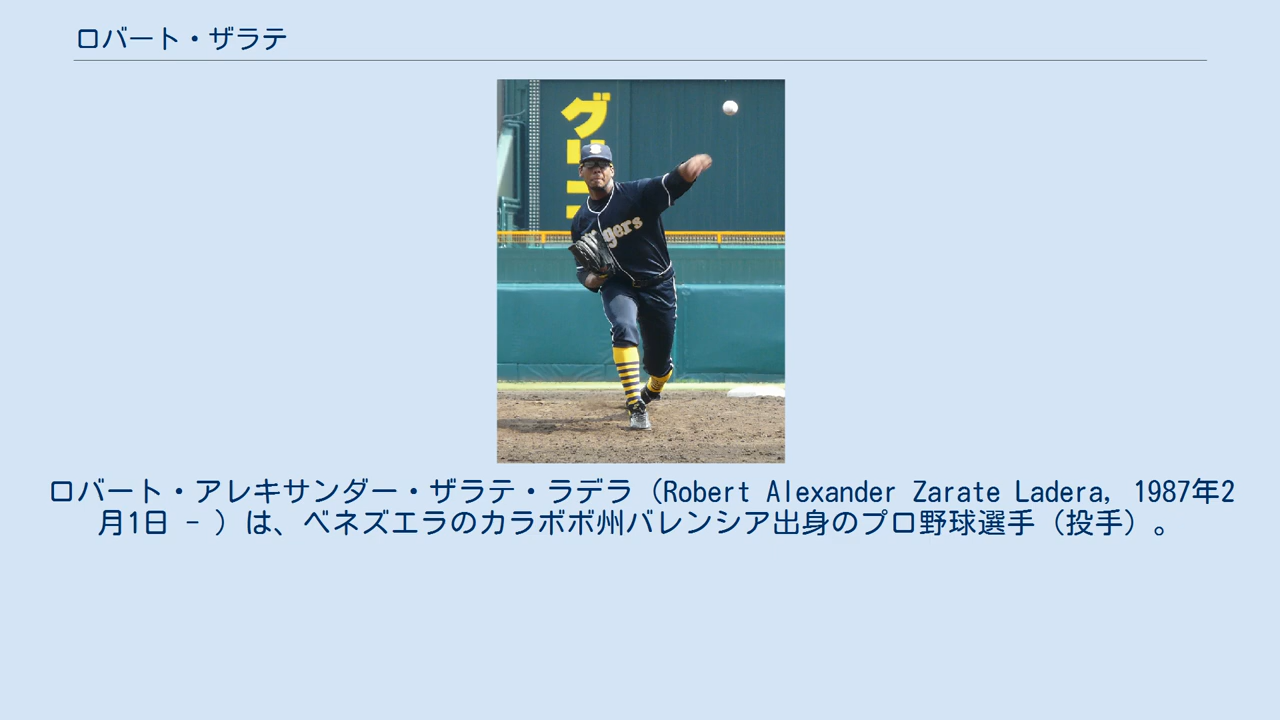 ロバート・ザラテ
グリ
Tigers
ロバート・アレキサンダー・ザラテ・ラデラ（Robert Alexander Zarate Ladera, 1987年2
月1日 - ）は、ベネズエラのカラボボ州バレンシア出身のプロ野球選手（投手）。